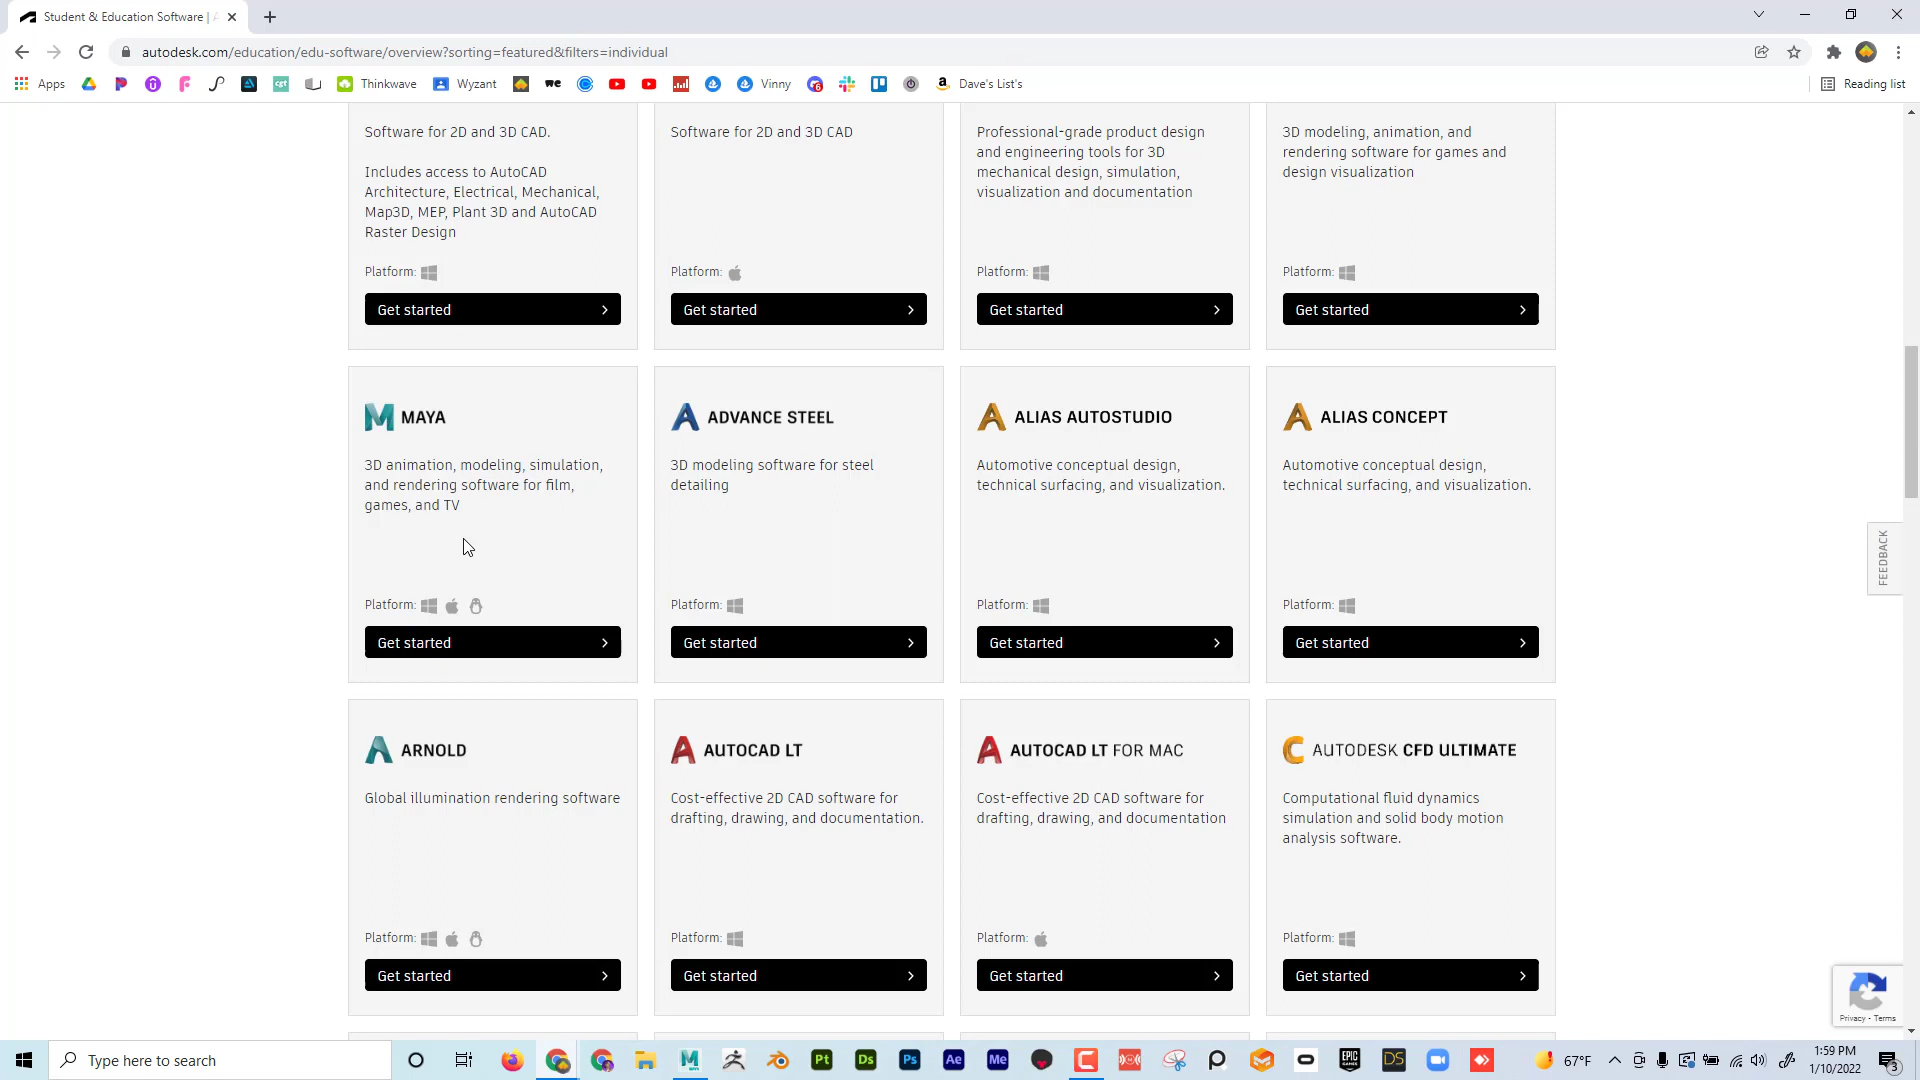 Student & Education Software |
autodesk.com/education/edu-software/overview?sorting=featured&filters=individual
Apps
Thinkwave
Wyzant
Vinny
Dave's List's
Reading list
Software for 2D and 3D CAD.
Includes access to AutoCAD
Architecture, Electrical, Mechanical,
Map3D, MEP, Plant 3D and AutoCAD
Raster Design
Platform:
Get started
Software for 2D and 3D CAD
Platform:
Get started
Professional-grade product design
and engineering tools for 3D
mechanical design, simulation,
visualization and documentation
Platform:
Get started
3D modeling, animation, and
rendering software for games and
design visualization
Platform:
Get started
MAYA
3D animation, modeling, simulation,
and rendering software for film,
games, and TV
Platform:
Get started
ADVANCE STEEL
3D modeling software for steel
detailing
Platform:
Get started
ALIAS AUTOSTUDIO
Automotive conceptual design,
technical surfacing, and visualization.
Platform:
Get started
ALIAS CONCEPT
Automotive conceptual design,
technical surfacing, and visualization.
Platform:
Get started
ARNOLD
Global illumination rendering software
Platform:
Get started
AUTOCAD LT
Cost-effective 2D CAD software for
drafting, drawing, and documentation.
Platform:
Get started
AUTOCAD LT FOR MAC
Cost-effective 2D CAD software for
drafting, drawing, and documentation
Platform:
Get started
AUTODESK CFD ULTIMATE
Computational fluid dynamics
simulation and solid body motion
analysis software.
Platform:
Get started
FEEDBACK
Privacy - Terms
Type here to search
Pt
Ds
Ps
Ae
Me
EPIC
GAMES
DS
67°F
1:59 PM
1/10/2022
3